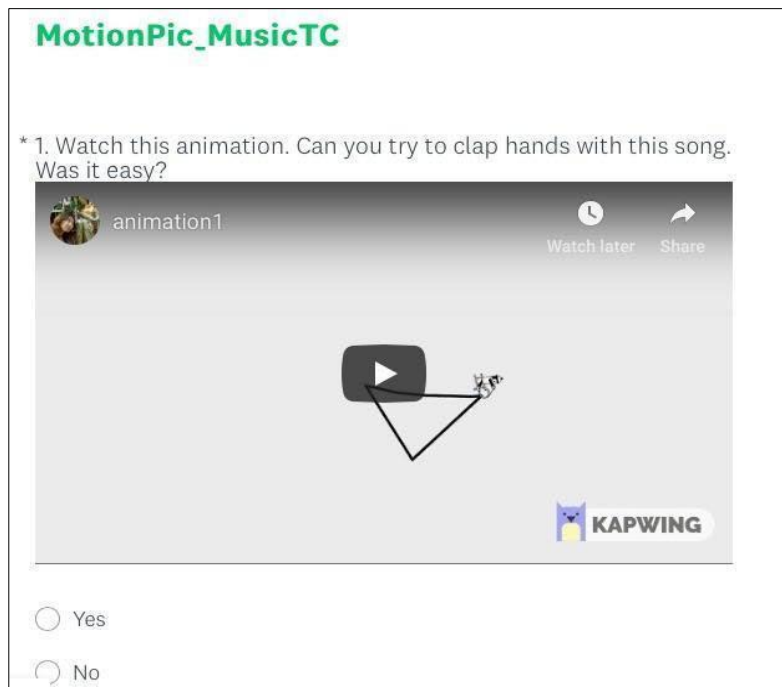 MotionPic_MusicTC
* 1. Watch this animation. Can you try to clap hands with this song.
Was it easy?
animation1
Watch later
Share
KAPWING
Yes
No